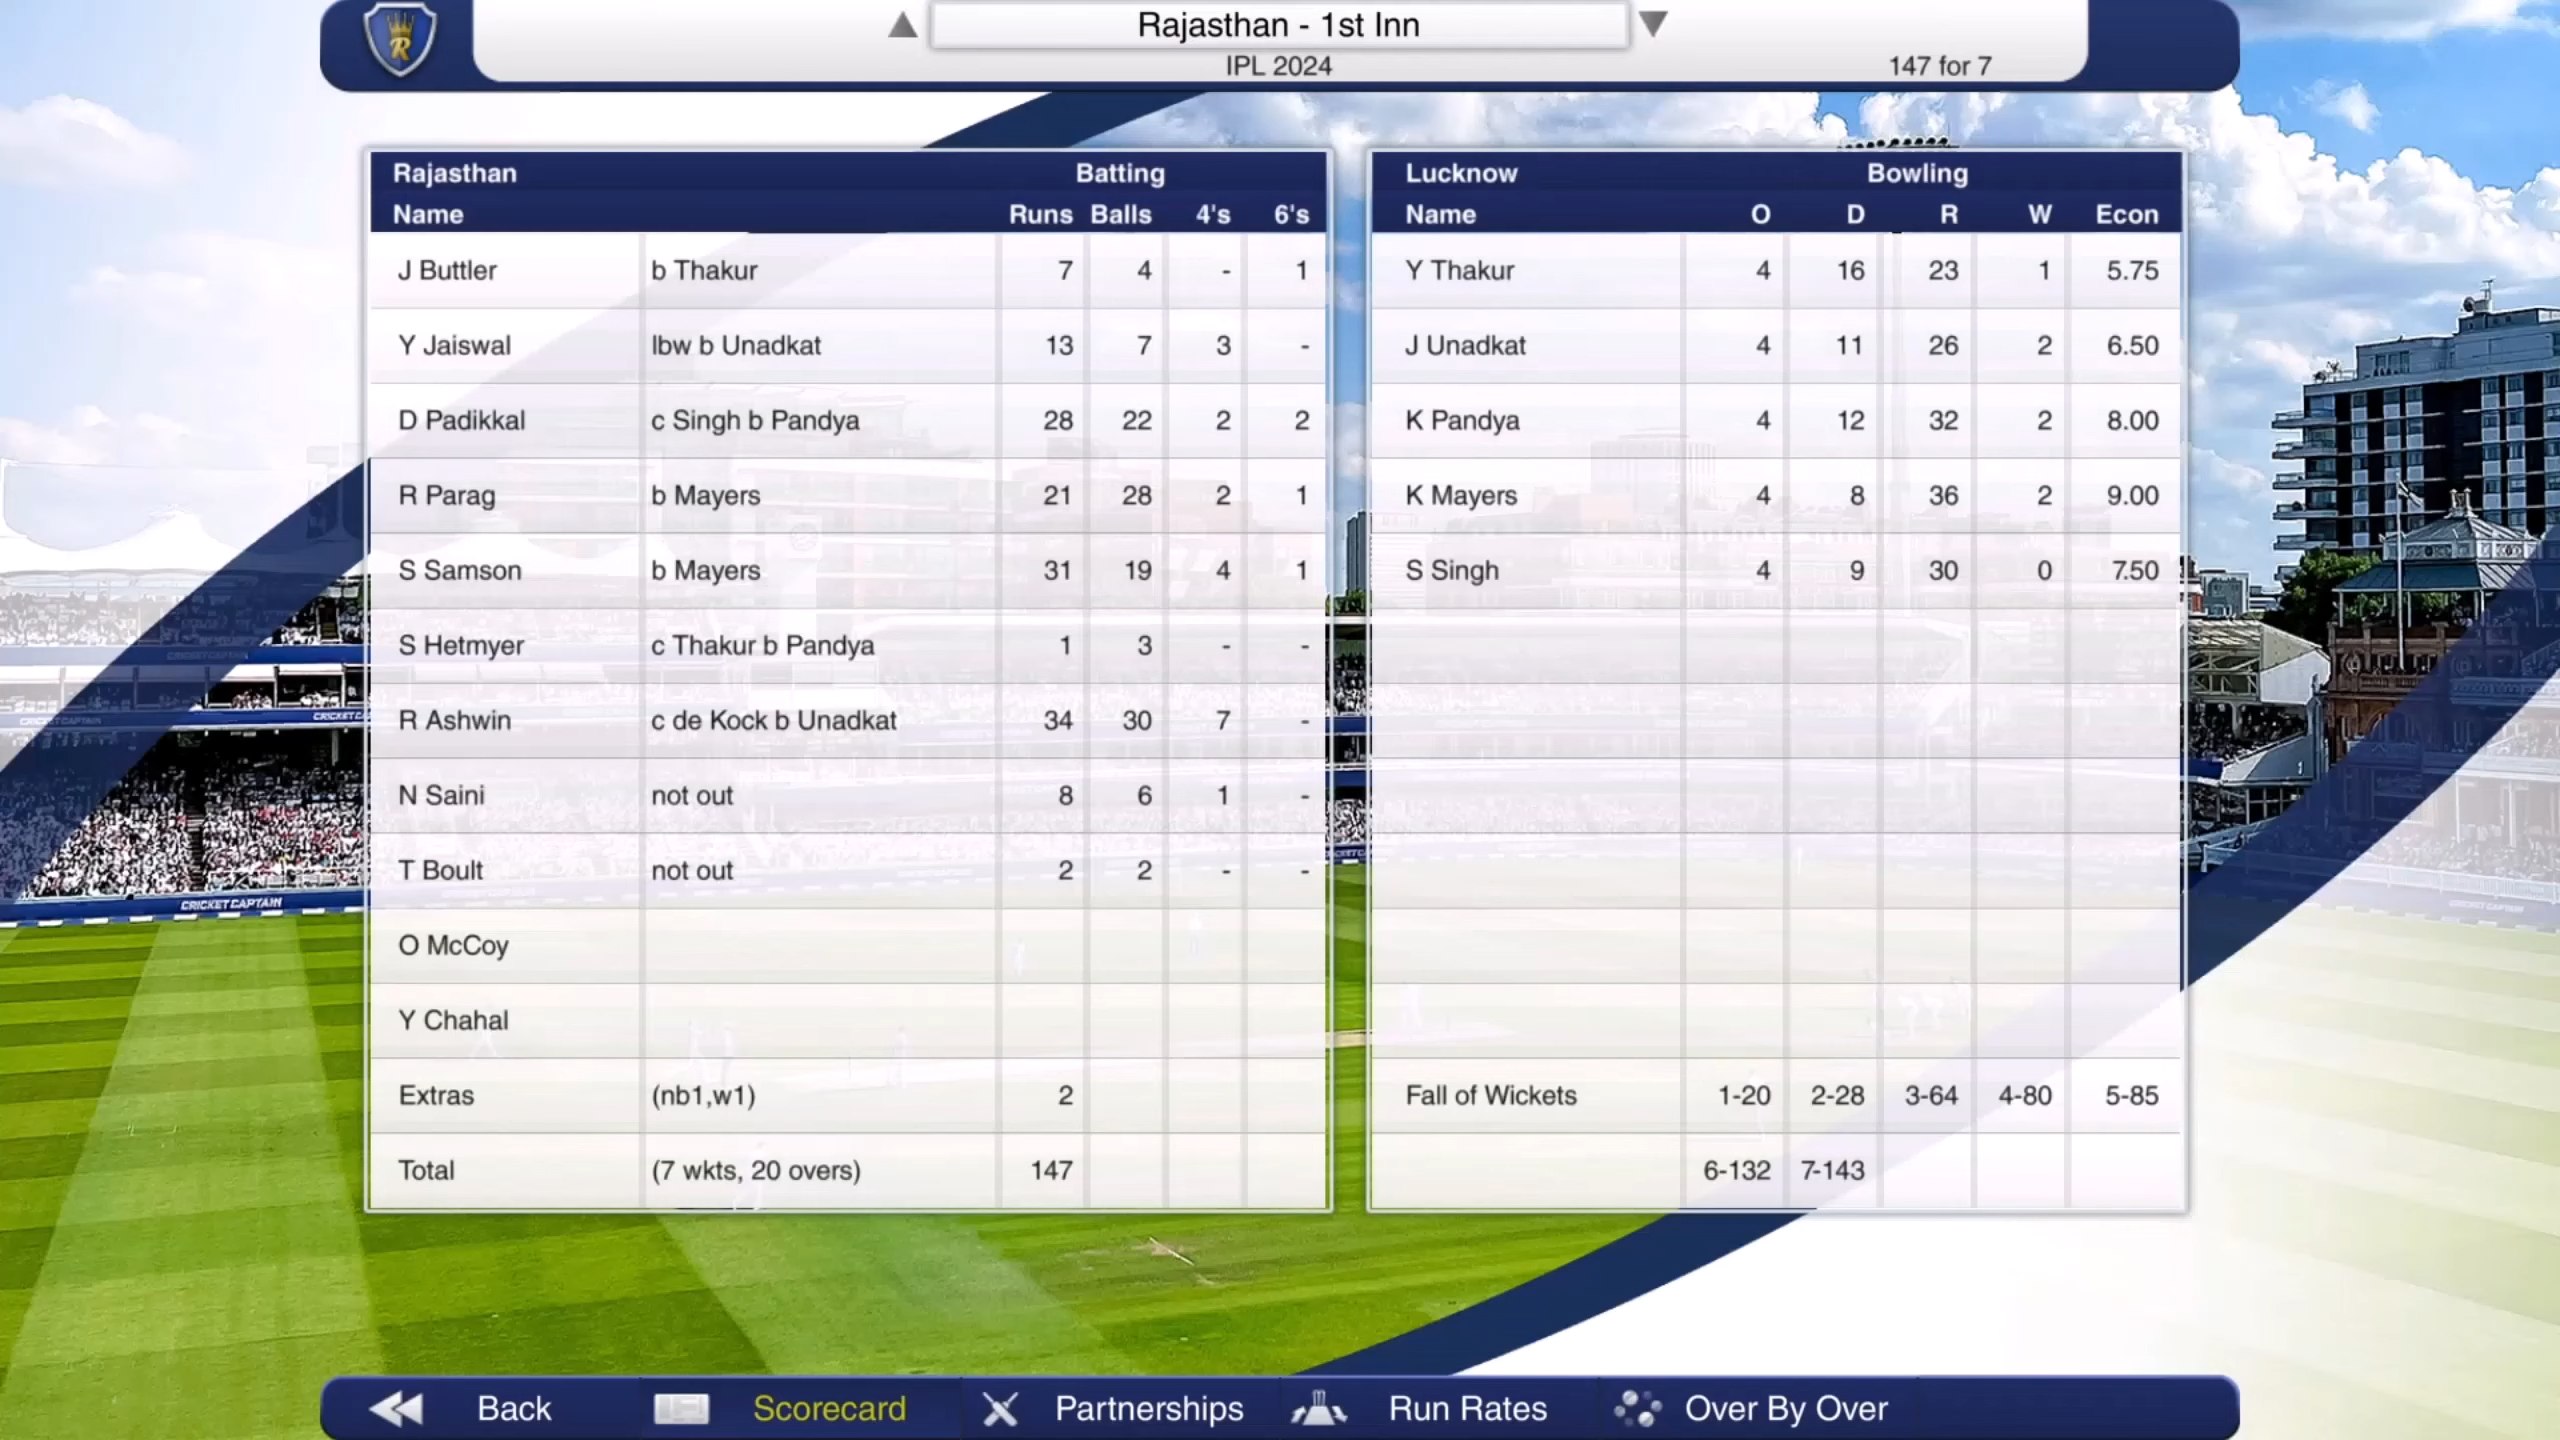 R
Rajasthan - 1st Inn
IPL 2024
147 for 7
Rajasthan Batting
Name Runs Balls 4's 6's
J Buttler b Thakur 7 4 - 1
Y Jaiswal lbw b Unadkat 13 7 3 -
D Padikkal c Singh b Pandya 28 22 2 2
R Parag b Mayers 21 28 2 1
S Samson b Mayers 31 19 4 1
S Hetmyer c Thakur b Pandya 1 3 - -
R Ashwin c de Kock b Unadkat 34 30 7 -
N Saini not out 8 6 1 -
T Boult not out 2 2 - -
O McCoy
Y Chahal
Extras (nb1,w1) 2
Total (7 wkts, 20 overs) 147
Lucknow Bowling
Name O D R W Econ
Y Thakur 4 16 23 1 5.75
J Unadkat 4 11 26 2 6.50
K Pandya 4 12 32 2 8.00
K Mayers 4 8 36 2 9.00
S Singh 4 9 30 0 7.50
Fall of Wickets 1-20 2-28 3-64 4-80 5-85
6-132 7-143
CRICKET CAPTAIN
Back Scorecard Partnerships Run Rates Over By Over